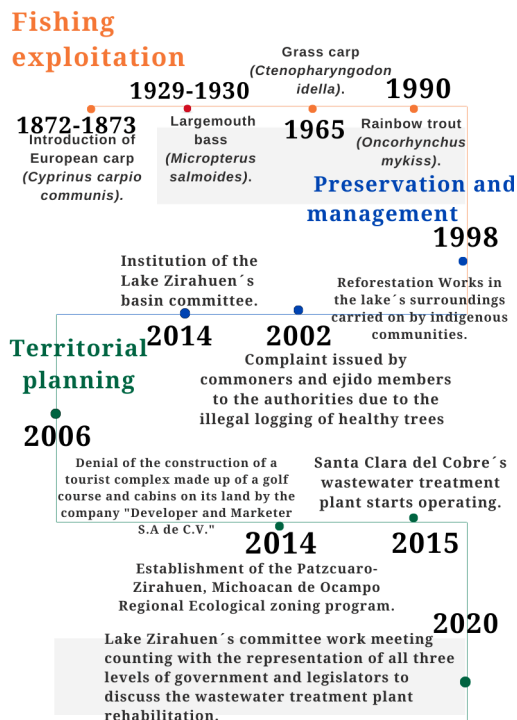 Fishing
exploitation
Grass carp
(Ctenopharyngodon
idella).
1929-1930
1990
1872-1873
Introduction of
European carp
(Cyprinus carpio
communis).
Largemouth
bass
(Micropterus
salmoides).
1965
Rainbow trout
(Oncorhynchus
mykiss).
Preservation and
management
1998
Reforestation Works in
the lake´s surroundings
carried on by indigenous
communities.
Institution of the
Lake Zirahuen´s
basin committee.
2014
2002
Complaint issued by
commoners and ejido members
to the authorities due to the
illegal logging of healthy trees
Territorial
planning
2006
Denial of the construction of a
tourist complex made up of a golf
course and cabins on its land by the
company "Developer and Marketer
S.A de C.V."
Santa Clara del Cobre´s
wastewater treatment
plant starts operating.
2014
2015
Establishment of the Patzcuaro-
Zirahuen, Michoacan de Ocampo
Regional Ecological zoning program.
2020
Lake Zirahuen´s committee work meeting
counting with the representation of all three
levels of government and legislators to
discuss the wastewater treatment plant
rehabilitation.